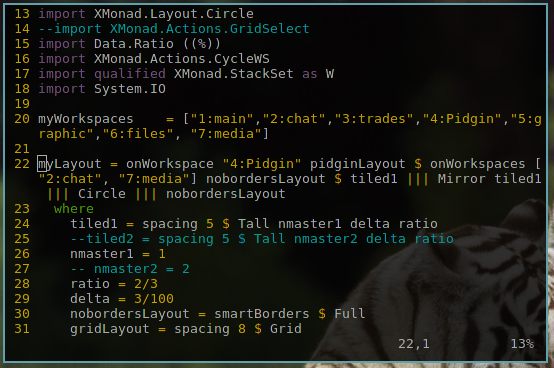 13 import XMonad.Layout.Circle
14 --import XMonad.Actions.GridSelect
15 import Data.Ratio ((%))
16 import XMonad.Actions.CycleWS
17 import qualified XMonad.StackSet as W
18 import System.IO
19
20 myWorkspaces    = ["1:main","2:chat","3:trades","4:Pidgin","5:g
raphic","6:files", "7:media"]
21
22 myLayout = onWorkspace "4:Pidgin" pidginLayout $ onWorkspaces [
"2:chat", "7:media"] nobordersLayout $ tiled1 ||| Mirror tiled1
 ||| Circle ||| nobordersLayout
23   where
24     tiled1 = spacing 5 $ Tall nmaster1 delta ratio
25     --tiled2 = spacing 5 $ Tall nmaster2 delta ratio
26     nmaster1 = 1
27     -- nmaster2 = 2
28     ratio = 2/3
29     delta = 3/100
30     nobordersLayout = smartBorders $ Full
31     gridLayout = spacing 8 $ Grid
22,1          13%